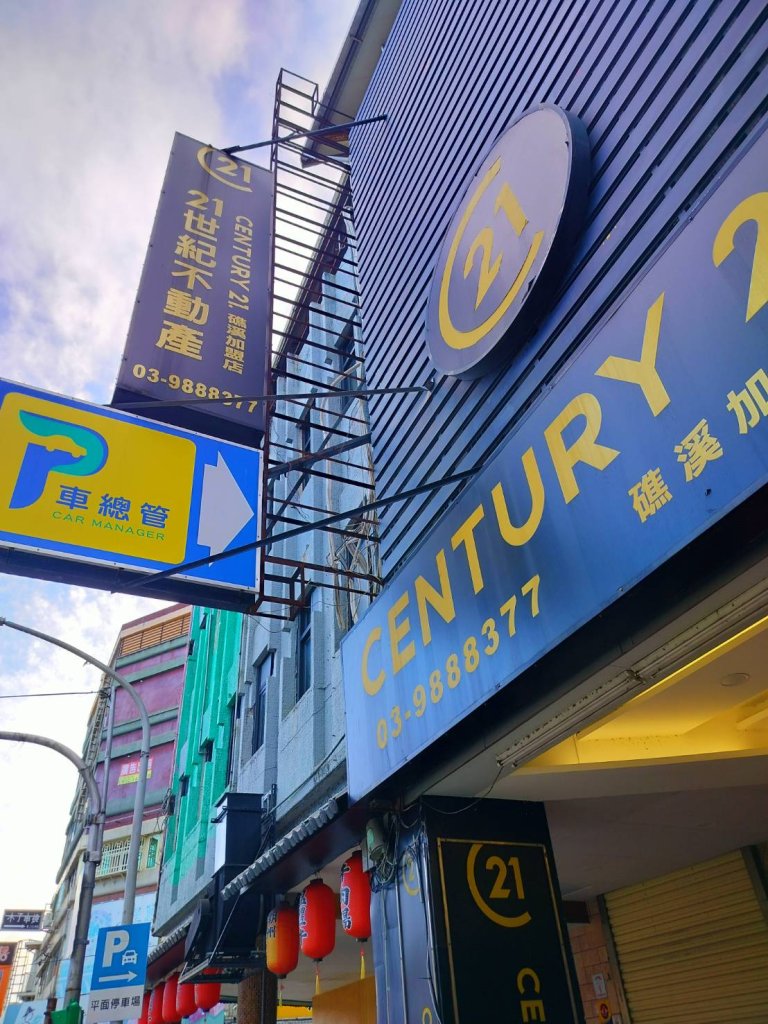 21
21世紀不動產
CENTURY 21 礁溪加盟店
03-9888377
21
CENTURY 2
礁溪加
03-9888377
P
車總管
CAR MANAGER
21
CE
P
平面停車場